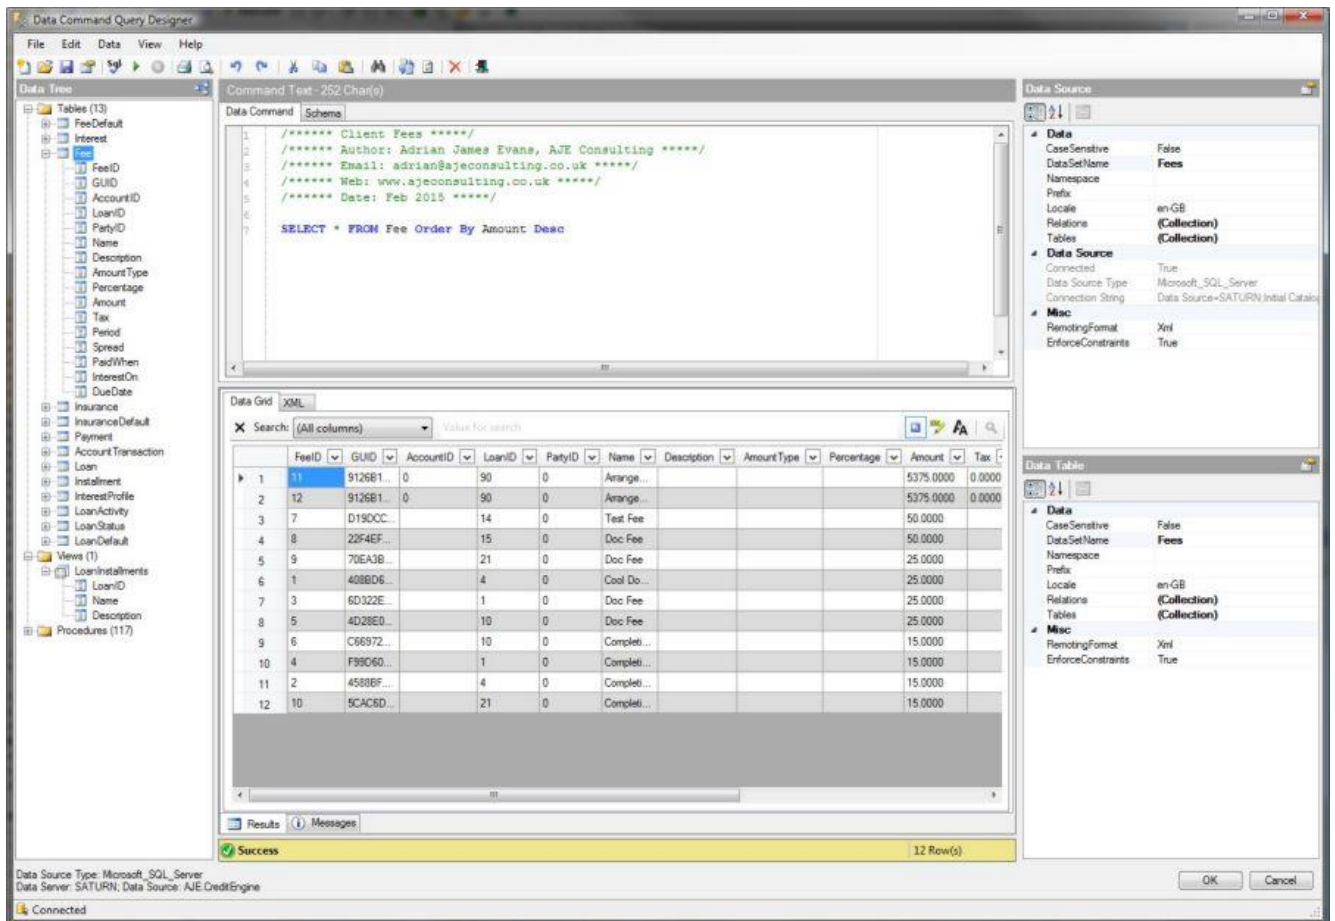 Data Command Query Designer
File Edit Data View Help
Sql
Data Tree
Tables (13)
FeeDefault
Interest
Fee
FeeID
GUID
AccountID
LoanID
PartyID
Name
Description
AmountType
Percentage
Amount
Tax
Period
Spread
PaidWhen
InterestOn
DueDate
Insurance
InsuranceDefault
Payment
AccountTransaction
Loan
Installment
InterestProfile
LoanActivity
LoanStatus
LoanDefault
Views (1)
LoanInstallments
LoanID
Name
Description
Procedures (117)
Command Text - 252 Char(s)
Data Command Schema
1 /****** Client Fees *****/
2 /****** Author: Adrian James Evans, AJE Consulting *****/
3 /****** Email: adrian@ajeconsulting.co.uk *****/
4 /****** Web: www.ajeconsulting.co.uk *****/
5 /****** Date: Feb 2015 *****/
6
7 SELECT * FROM Fee Order By Amount Desc
Data Grid XML
Search: (All columns) Value for search
FeeID GUID AccountID LoanID PartyID Name Description AmountType Percentage Amount Tax
1 11 9126B1... 0 90 0 Arrange... 5375.0000 0.0000
2 12 9126B1... 0 90 0 Arrange... 5375.0000 0.0000
3 7 D19DCC... 14 0 Test Fee 50.0000
4 8 22F4EF... 15 0 Doc Fee 50.0000
5 9 70EA3B... 21 0 Doc Fee 25.0000
6 1 408BD6... 4 0 Cool Do... 25.0000
7 3 6D322E... 1 0 Doc Fee 25.0000
8 5 4D28E0... 10 0 Doc Fee 25.0000
9 6 C66972... 10 0 Completi... 15.0000
10 4 F99D60... 1 0 Completi... 15.0000
11 2 4588BF... 4 0 Completi... 15.0000
12 10 5CAC6D... 21 0 Completi... 15.0000
Results Messages
Success 12 Row(s)
Data Source
Data
CaseSensitive False
DataSetName Fees
Namespace
Prefix
Locale en-GB
Relations (Collection)
Tables (Collection)
Data Source
Connected True
Data Source Type Microsoft_SQL_Server
Connection String Data Source=SATURN;Initial Catalog
Misc
RemotingFormat Xml
EnforceConstraints True
Data Table
Data
CaseSensitive False
DataSetName Fees
Namespace
Prefix
Locale en-GB
Relations (Collection)
Tables (Collection)
Misc
RemotingFormat Xml
EnforceConstraints True
Data Source Type: Microsoft_SQL_Server
Data Server: SATURN; Data Source: AJE.CreditEngine
OK Cancel
Connected